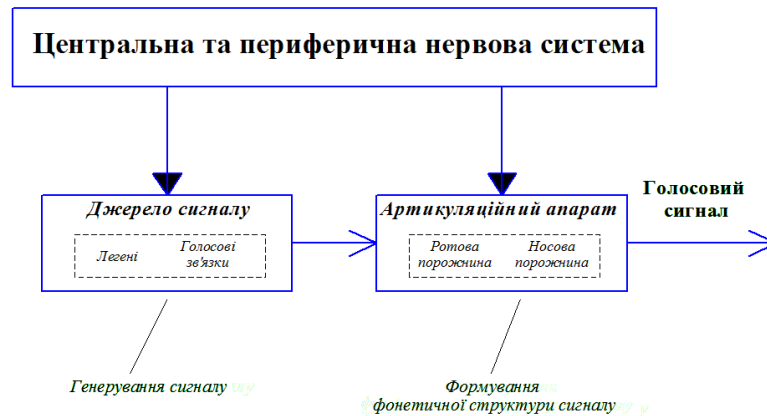 Центральна та периферична нервова система
Джерело сигналу
Легені
Голосові
зв'язки
Артикуляційний апарат
Ротова
порожнина
Носова
порожнина
Голосовий
сигнал
Генерування сигналу
Формування
фонетичної структури сигналу